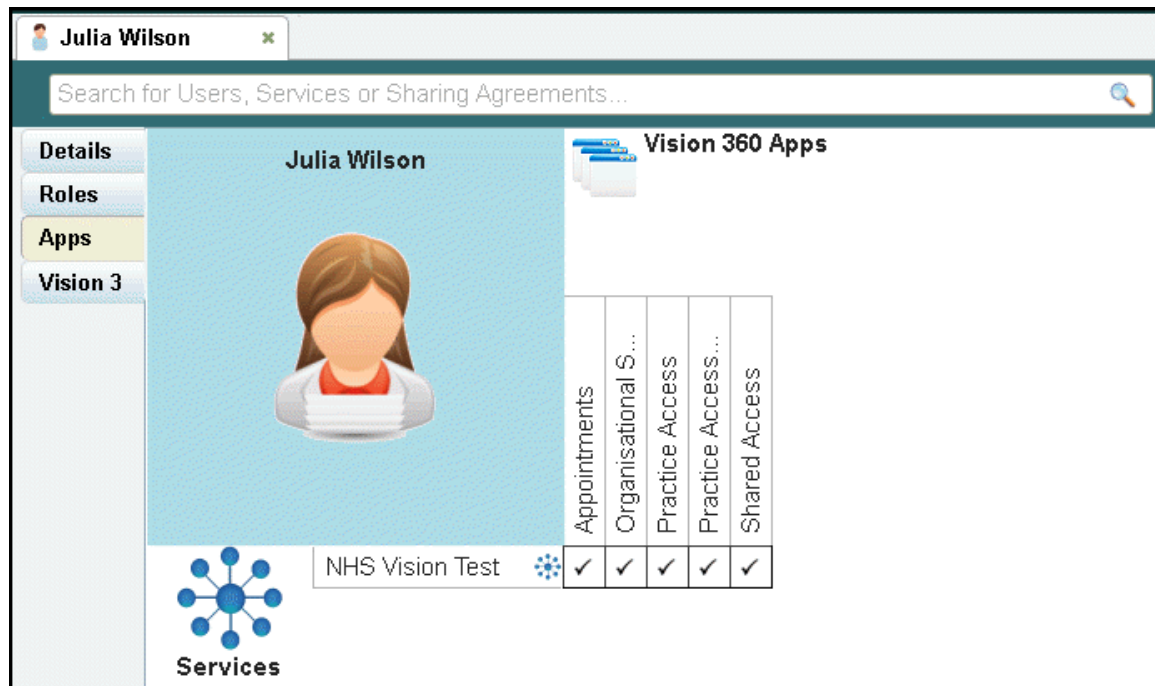 Julia Wilson
Search for Users, Services or Sharing Agreements...
Details
Roles
Apps
Vision 3
Julia Wilson
Vision 360 Apps
Appointments
Organisational S...
Practice Access
Practice Access...
Shared Access
NHS Vision Test
✓ ✓ ✓ ✓ ✓
Services